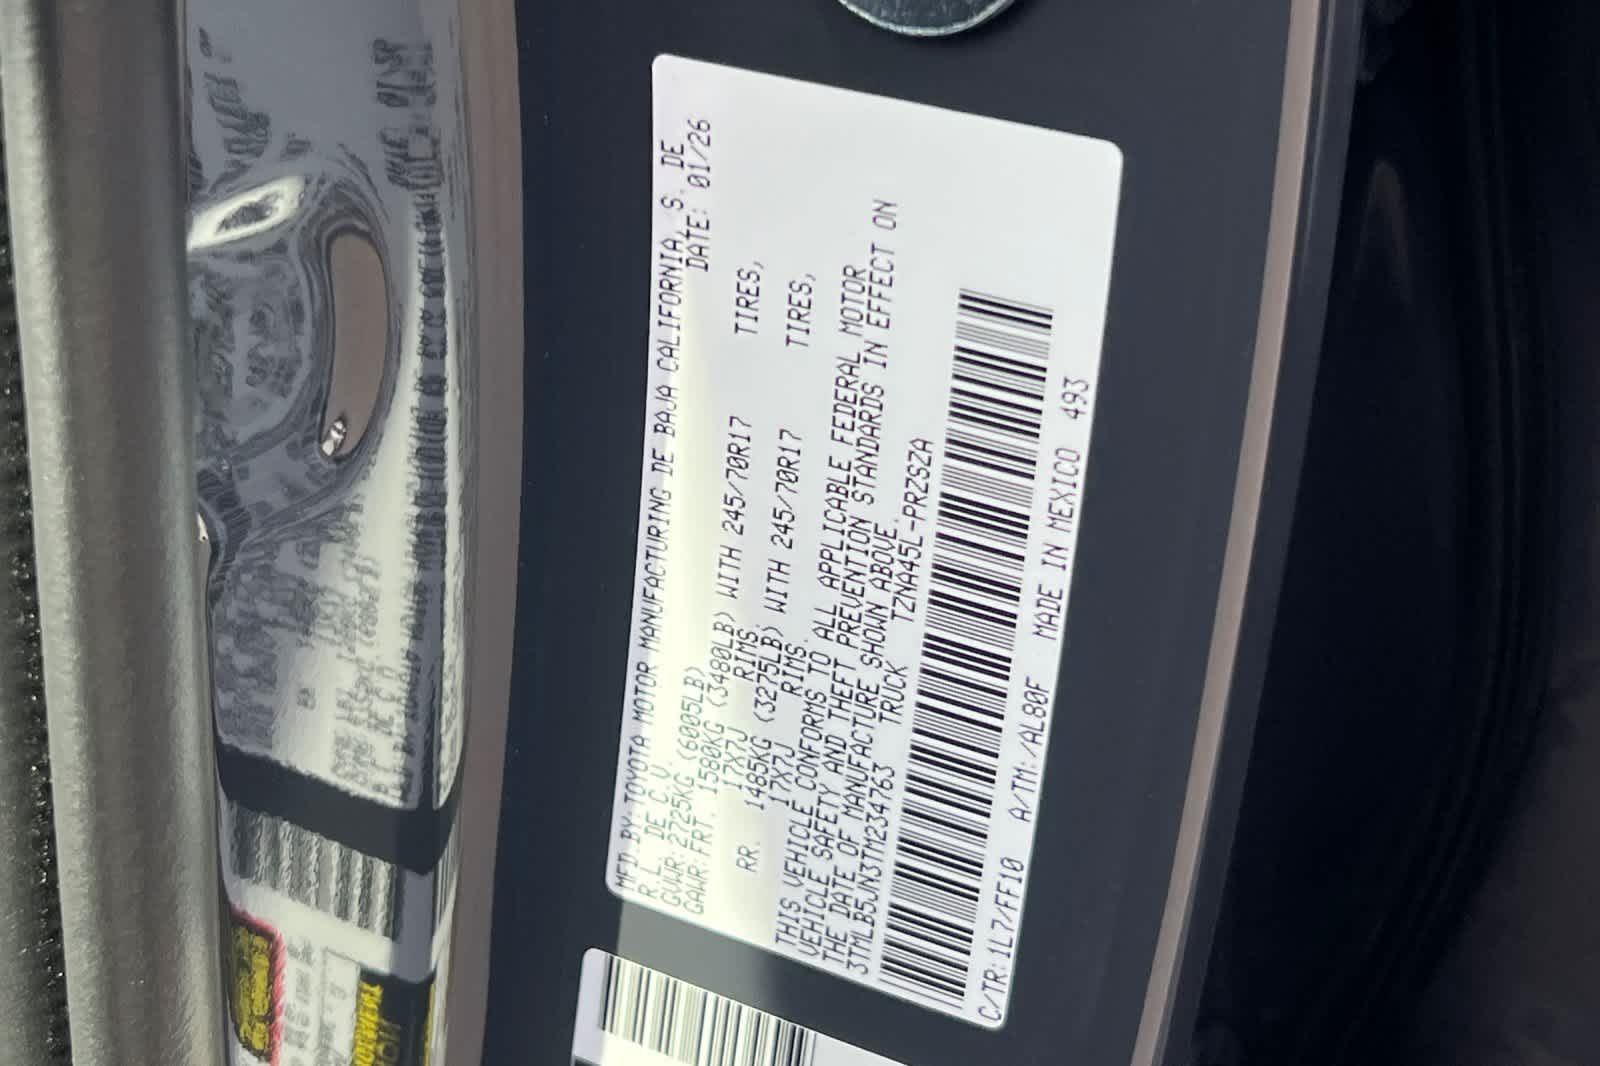 MFD.BY:TOYOTA MOTOR MANUFACTURING DE BAJA CALIFORNIA, S. DE
R.L. DE C.V. DATE: 01/26
GVWR:2725KG (6005LB)
GAWR:FRT. 1580KG (3480LB) WITH 245/70R17 TIRES,
17X7J RIMS.
RR. 1485KG (3275LB) WITH 245/70R17 TIRES,
17X7J RIMS.
THIS VEHICLE CONFORMS TO ALL APPLICABLE FEDERAL MOTOR
VEHICLE SAFETY AND THEFT PREVENTION STANDARDS IN EFFECT ON
THE DATE OF MANUFACTURE SHOWN ABOVE.
3TMLB5JN3TM234763 TRUCK TZNA45L-PRZSZA
C/TR:1L7/FF10 A/TM:/AL80F MADE IN MEXICO 493